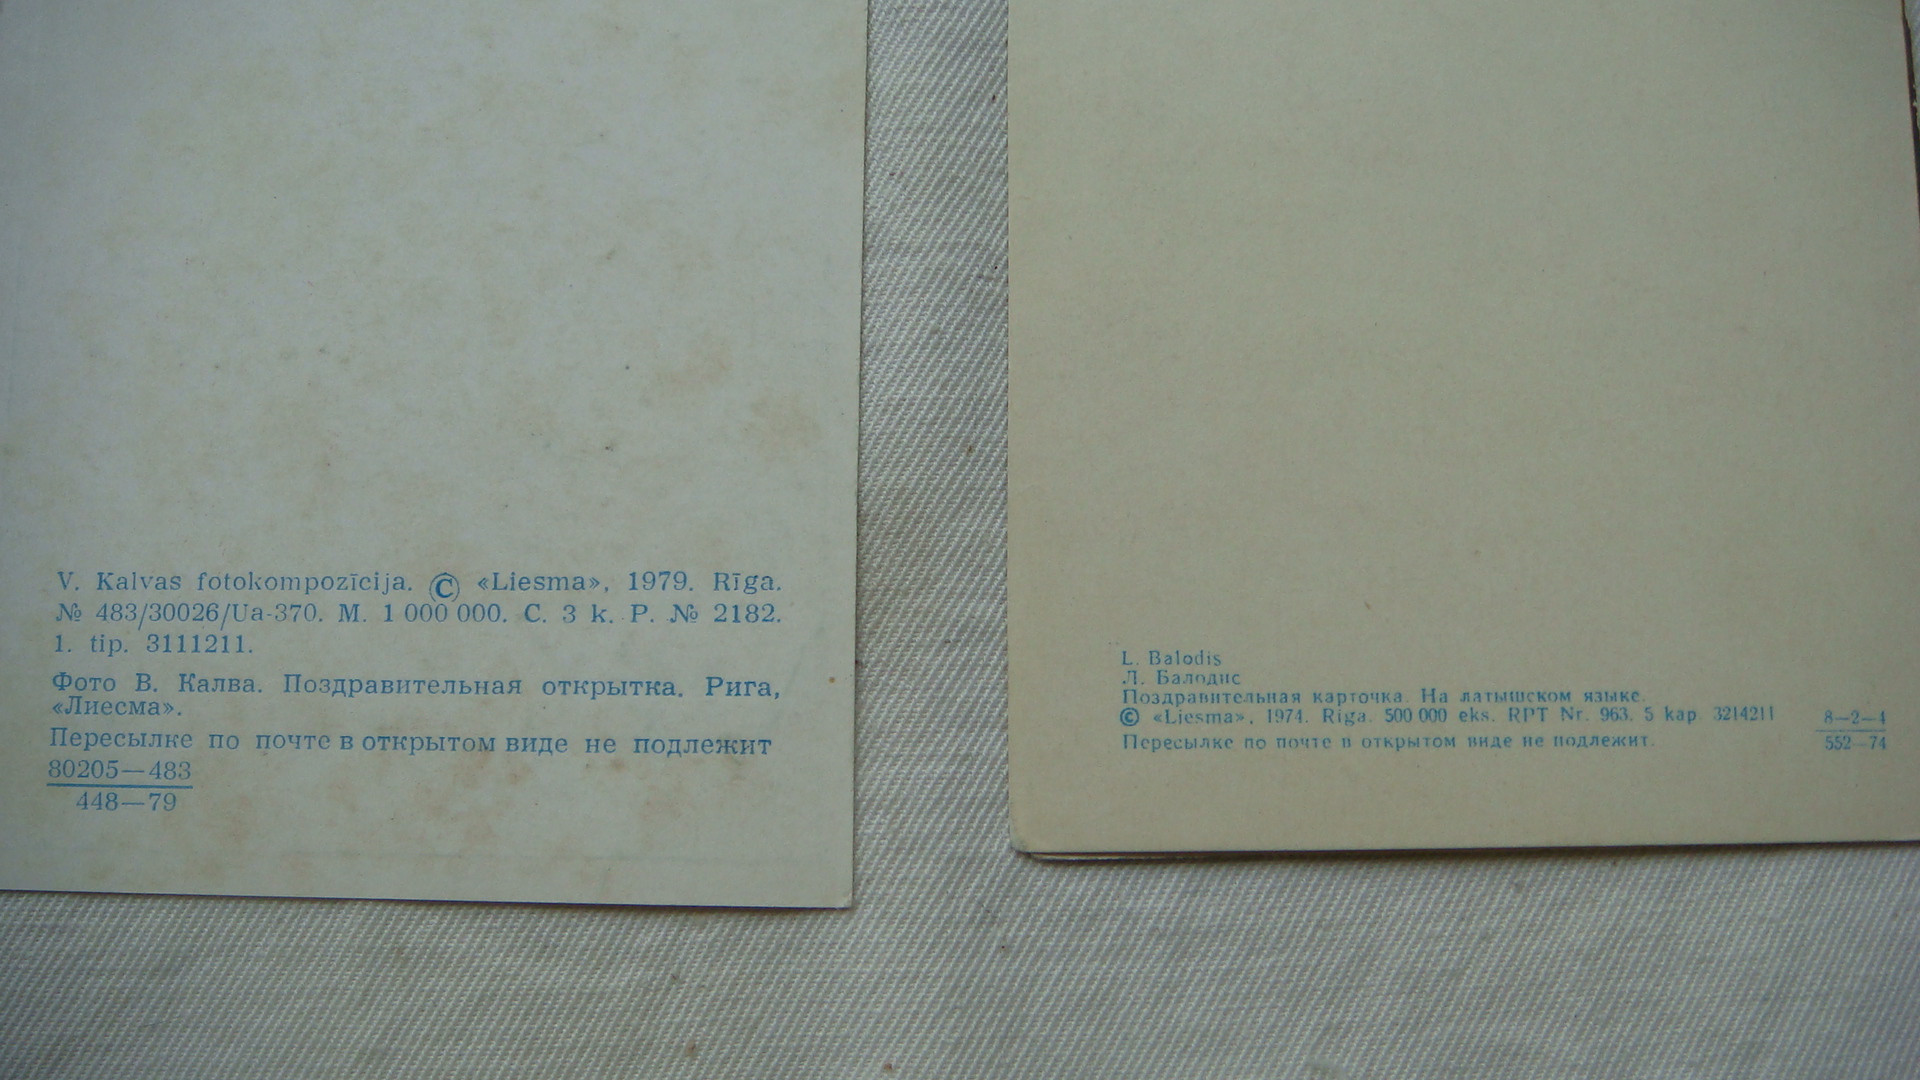 V. Kalvas fotokompozīcija. © «Liesma», 1979. Rīga.
№ 483/30026/Ua-370. M. 1 000 000. C. 3 k. P. № 2182.
1. tip. 3111211.
Фото В. Калва. Поздравительная открытка. Рига,
«Лиесма».
Пересылке по почте в открытом виде не подлежит
80205—483
448—79
L. Balodis
Л. Балодис
Поздравительная карточка. На латышском языке.
© «Liesma», 1974. Rīga. 500 000 eks. RPT Nr. 963. 5 kap. 3214211
Пересылке по почте в открытом виде не подлежит.
8—2—4
552—74